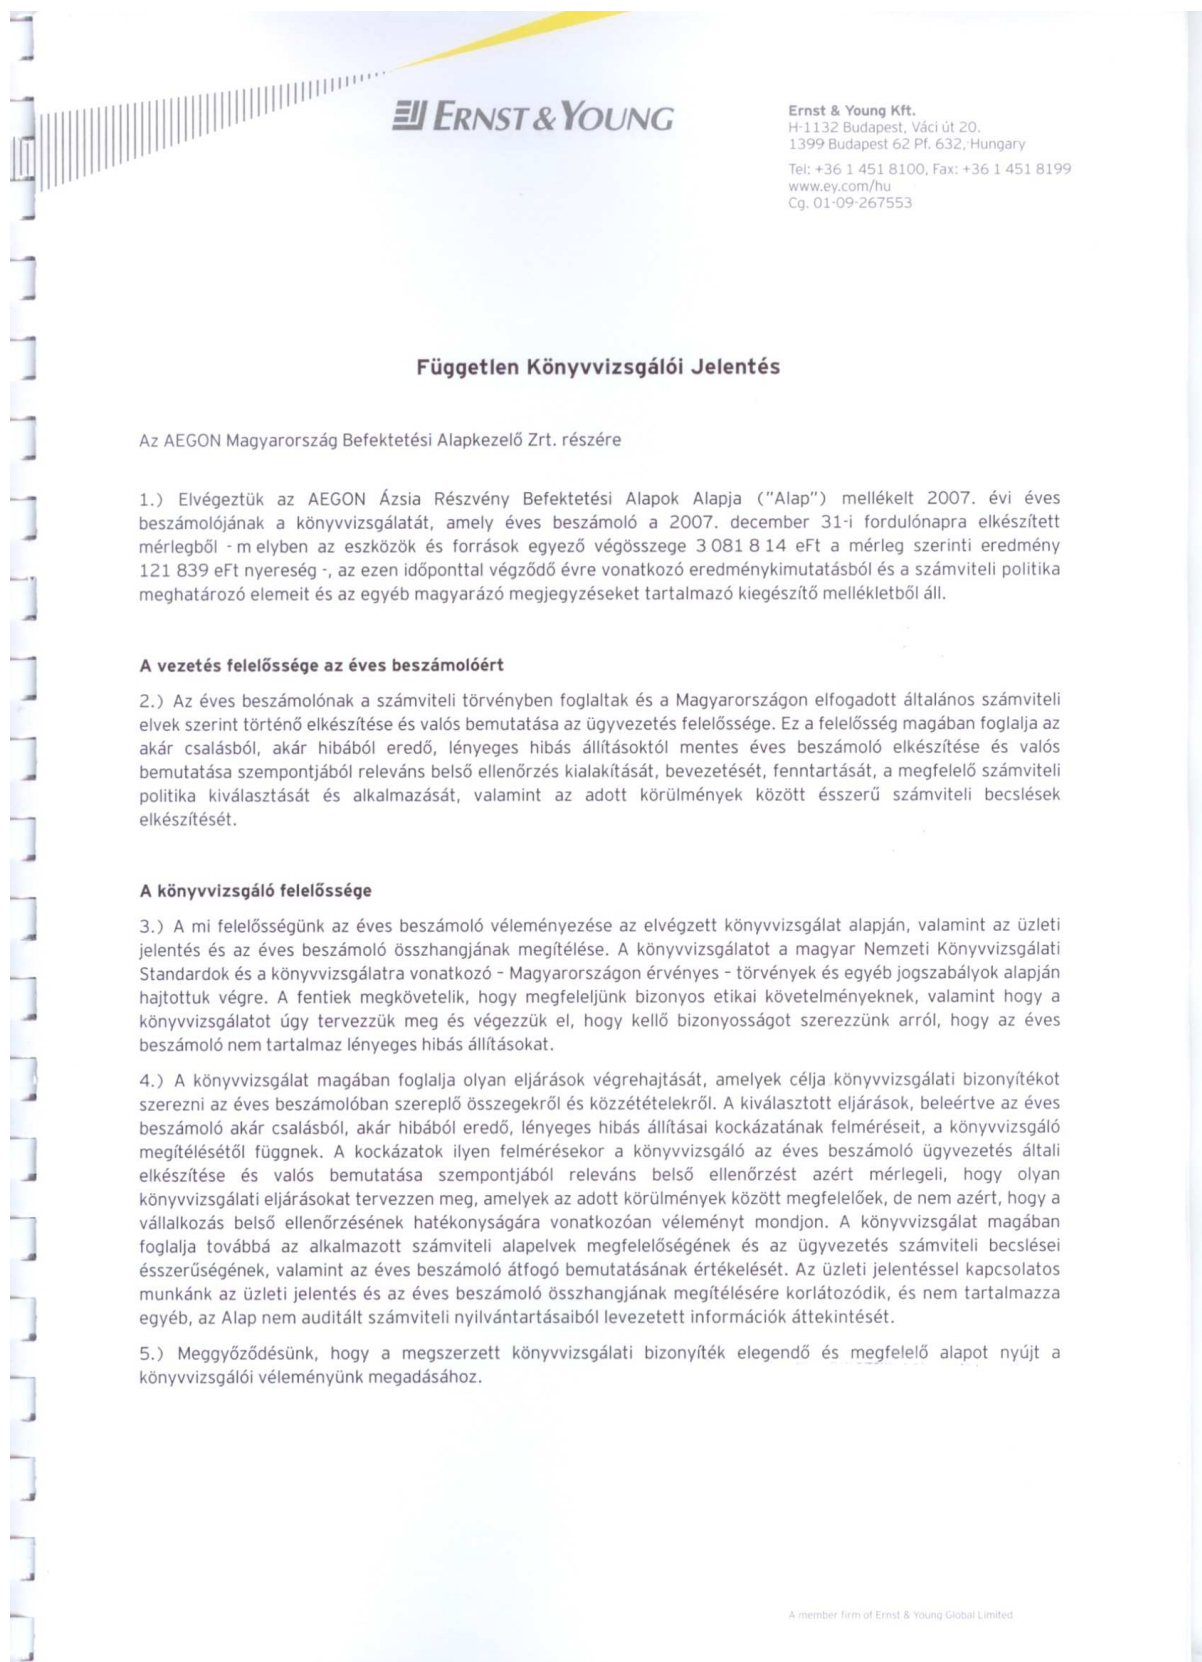 ERNST & YOUNG
Ernst & Young Kft.
H-1132 Budapest, Váci út 20.
1399 Budapest 62 Pf. 632, Hungary
Tel: +36 1 451 8100, Fax: +36 1 451 8199
www.ey.com/hu
Cg. 01-09-267553
Független Könyvvizsgálói Jelentés
Az AEGON Magyarország Befektetési Alapkezelő Zrt. részére
1.) Elvégeztük az AEGON Ázsia Részvény Befektetési Alapok Alapja ("Alap") mellékelt 2007. évi éves
beszámolójának a könyvvizsgálatát, amely éves beszámoló a 2007. december 31-i fordulónapra elkészített
mérlegből - m elyben az eszközök és források egyező végösszege 3 081 8 14 eFt a mérleg szerinti eredmény
121 839 eFt nyereség -, az ezen időponttal végződő évre vonatkozó eredménykimutatásból és a számviteli politika
meghatározó elemeit és az egyéb magyarázó megjegyzéseket tartalmazó kiegészítő mellékletből áll.
A vezetés felelőssége az éves beszámolóért
2.) Az éves beszámolónak a számviteli törvényben foglaltak és a Magyarországon elfogadott általános számviteli
elvek szerint történő elkészítése és valós bemutatása az ügyvezetés felelőssége. Ez a felelősség magában foglalja az
akár csalásból, akár hibából eredő, lényeges hibás állításoktól mentes éves beszámoló elkészítése és valós
bemutatása szempontjából releváns belső ellenőrzés kialakítását, bevezetését, fenntartását, a megfelelő számviteli
politika kiválasztását és alkalmazását, valamint az adott körülmények között ésszerű számviteli becslések
elkészítését.
A könyvvizsgáló felelőssége
3.) A mi felelősségünk az éves beszámoló véleményezése az elvégzett könyvvizsgálat alapján, valamint az üzleti
jelentés és az éves beszámoló összhangjának megítélése. A könyvvizsgálatot a magyar Nemzeti Könyvvizsgálati
Standardok és a könyvvizsgálatra vonatkozó - Magyarországon érvényes - törvények és egyéb jogszabályok alapján
hajtottuk végre. A fentiek megkövetelik, hogy megfeleljünk bizonyos etikai követelményeknek, valamint hogy a
könyvvizsgálatot úgy tervezzük meg és végezzük el, hogy kellő bizonyosságot szerezzünk arról, hogy az éves
beszámoló nem tartalmaz lényeges hibás állításokat.
4.) A könyvvizsgálat magában foglalja olyan eljárások végrehajtását, amelyek célja könyvvizsgálati bizonyítékot
szerezni az éves beszámolóban szereplő összegekről és közzétételekről. A kiválasztott eljárások, beleértve az éves
beszámoló akár csalásból, akár hibából eredő, lényeges hibás állításai kockázatának felméréseit, a könyvvizsgáló
megítélésétől függnek. A kockázatok ilyen felmérésekor a könyvvizsgáló az éves beszámoló ügyvezetés általi
elkészítése és valós bemutatása szempontjából releváns belső ellenőrzést azért mérlegeli, hogy olyan
könyvvizsgálati eljárásokat tervezzen meg, amelyek az adott körülmények között megfelelőek, de nem azért, hogy a
vállalkozás belső ellenőrzésének hatékonyságára vonatkozóan véleményt mondjon. A könyvvizsgálat magában
foglalja továbbá az alkalmazott számviteli alapelvek megfelelőségének és az ügyvezetés számviteli becslései
ésszerűségének, valamint az éves beszámoló átfogó bemutatásának értékelését. Az üzleti jelentéssel kapcsolatos
munkánk az üzleti jelentés és az éves beszámoló összhangjának megítélésére korlátozódik, és nem tartalmazza
egyéb, az Alap nem auditált számviteli nyilvántartásaiból levezetett információk áttekintését.
5.) Meggyőződésünk, hogy a megszerzett könyvvizsgálati bizonyíték elegendő és megfelelő alapot nyújt a
könyvvizsgálói véleményünk megadásához.
A member firm of Ernst & Young Global Limited